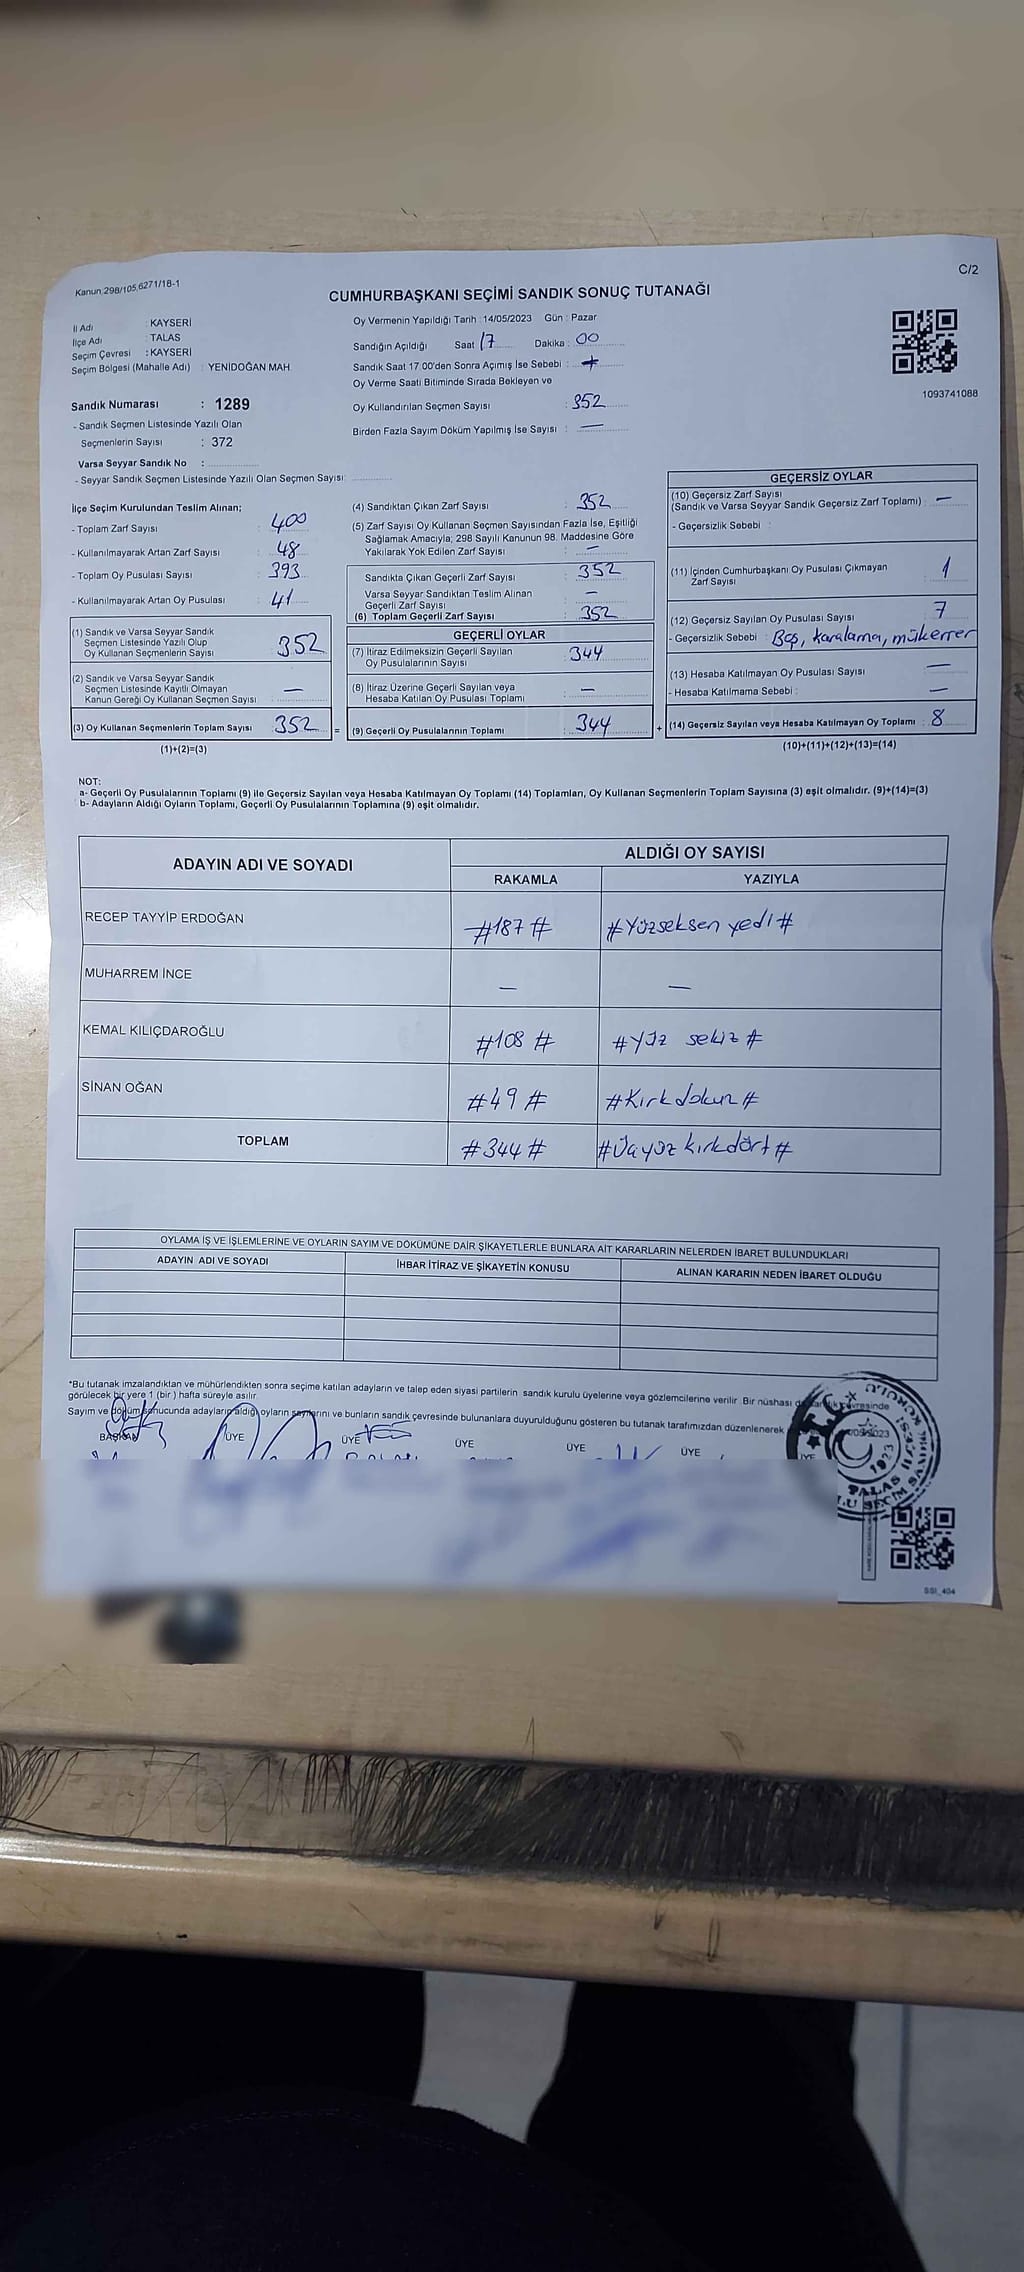 Kanun:298/105,6271/18-1
C/2
CUMHURBAŞKANI SEÇİMİ SANDIK SONUÇ TUTANAĞI
İl Adı : KAYSERİ
İlçe Adı : TALAS
Seçim Çevresi : KAYSERİ
Seçim Bölgesi (Mahalle Adı) : YENİDOĞAN MAH.
Sandık Numarası : 1289
- Sandık Seçmen Listesinde Yazılı Olan
Seçmenlerin Sayısı : 372
Varsa Seyyar Sandık No :
- Seyyar Sandık Seçmen Listesinde Yazılı Olan Seçmen Sayısı:
Oy Vermenin Yapıldığı Tarih : 14/05/2023 Gün : Pazar
Sandığın Açıldığı Saat 17 Dakika : 00
Sandık Saat 17.00'den Sonra Açımış İse Sebebi :
Oy Verme Saati Bitiminde Sırada Bekleyen ve
Oy Kullandırılan Seçmen Sayısı : 352
Birden Fazla Sayım Döküm Yapılmış İse Sayısı : —
1093741088
İlçe Seçim Kurulundan Teslim Alınan;
- Toplam Zarf Sayısı : 400
- Kullanılmayarak Artan Zarf Sayısı : 48
- Toplam Oy Pusulası Sayısı : 393
- Kullanılmayarak Artan Oy Pusulası : 41
(1) Sandık ve Varsa Seyyar Sandık
Seçmen Listesinde Yazılı Olup
Oy Kullanan Seçmenlerin Sayısı : 352
(2) Sandık ve Varsa Seyyar Sandık
Seçmen Listesinde Kayıtlı Olmayan
Kanun Gereği Oy Kullanan Seçmen Sayısı : —
(3) Oy Kullanan Seçmenlerin Toplam Sayısı : 352 =
(1)+(2)=(3)
(4) Sandıktan Çıkan Zarf Sayısı : 352
(5) Zarf Sayısı Oy Kullanan Seçmen Sayısından Fazla İse, Eşitliği
Sağlamak Amacıyla; 298 Sayılı Kanunun 98. Maddesine Göre
Yakılarak Yok Edilen Zarf Sayısı : —
Sandıkta Çıkan Geçerli Zarf Sayısı : 352
Varsa Seyyar Sandıktan Teslim Alınan
Geçerli Zarf Sayısı : —
(6) Toplam Geçerli Zarf Sayısı : 352
GEÇERLİ OYLAR
(7) İtiraz Edilmeksizin Geçerli Sayılan
Oy Pusulalarının Sayısı : 344
(8) İtiraz Üzerine Geçerli Sayılan veya
Hesaba Katılan Oy Pusulası Toplamı : —
(9) Geçerli Oy Pusulalarının Toplamı : 344 +
GEÇERSİZ OYLAR
(10) Geçersiz Zarf Sayısı
(Sandık ve Varsa Seyyar Sandık Geçersiz Zarf Toplamı) : —
- Geçersizlik Sebebi :
(11) İçinden Cumhurbaşkanı Oy Pusulası Çıkmayan
Zarf Sayısı : 1
(12) Geçersiz Sayılan Oy Pusulası Sayısı : 7
- Geçersizlik Sebebi : Boş, karalama, mükerrer
(13) Hesaba Katılmayan Oy Pusulası Sayısı : —
- Hesaba Katılmama Sebebi : —
(14) Geçersiz Sayılan veya Hesaba Katılmayan Oy Toplamı : 8
(10)+(11)+(12)+(13)=(14)
NOT:
a- Geçerli Oy Pusulalarının Toplamı (9) ile Geçersiz Sayılan veya Hesaba Katılmayan Oy Toplamı (14) Toplamları, Oy Kullanan Seçmenlerin Toplam Sayısına (3) eşit olmalıdır. (9)+(14)=(3)
b- Adayların Aldığı Oyların Toplamı, Geçerli Oy Pusulalarının Toplamına (9) eşit olmalıdır.
ADAYIN ADI VE SOYADI ALDIĞI OY SAYISI
RAKAMLA YAZIYLA
RECEP TAYYİP ERDOĞAN #187# #Yüzseksen yedi#
MUHARREM İNCE — —
KEMAL KILIÇDAROĞLU #108# #Yüz sekiz#
SİNAN OĞAN #49# #Kırkdokuz#
TOPLAM #344# #Üçyüz kırkdört#
OYLAMA İŞ VE İŞLEMLERİNE VE OYLARIN SAYIM VE DÖKÜMÜNE DAİR ŞİKAYETLERLE BUNLARA AİT KARARLARIN NELERDEN İBARET BULUNDUKLARI
ADAYIN ADI VE SOYADI İHBAR İTİRAZ VE ŞİKAYETİN KONUSU ALINAN KARARIN NEDEN İBARET OLDUĞU
*Bu tutanak imzalandıktan ve mühürlendikten sonra seçime katılan adayların ve talep eden siyasi partilerin sandık kurulu üyelerine veya gözlemcilerine verilir. Bir nüshası da sandık çevresinde
görülecek bir yere 1 (bir) hafta süreyle asılır.
Sayım ve döküm sonucunda adayların aldığı oyların sayılarını ve bunların sandık çevresinde bulunanlara duyurulduğunu gösteren bu tutanak tarafımızdan düzenlenerek
BAŞKAN ÜYE ÜYE ÜYE ÜYE ÜYE ÜYE
T.C.
1923
TALAS
SSI_404